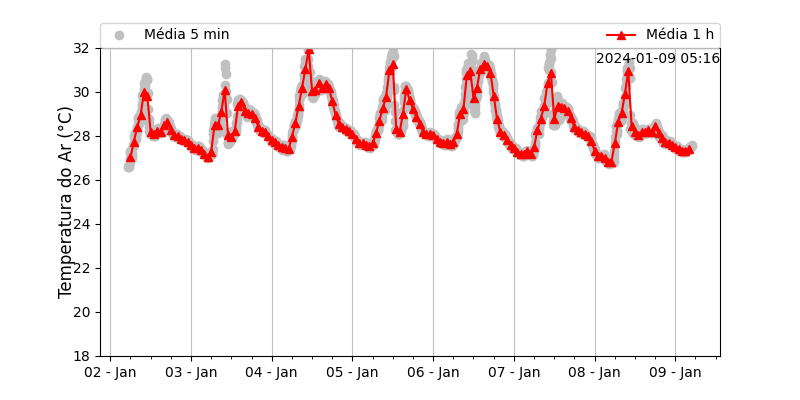 Média 5 min
Média 1 h
2024-01-09 05:16
Temperatura do Ar (°C)
32
30
28
26
24
22
20
18
02 - Jan
03 - Jan
04 - Jan
05 - Jan
06 - Jan
07 - Jan
08 - Jan
09 - Jan